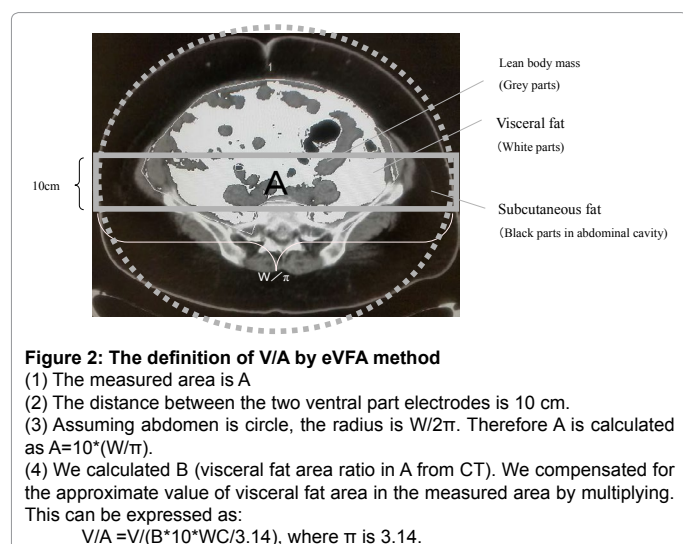 Lean body mass
(Grey parts)
Visceral fat
(White parts)
10cm
A
Subcutaneous fat
(Black parts in abdominal cavity)
W/π
Figure 2: The definition of V/A by eVFA method
(1) The measured area is A
(2) The distance between the two ventral part electrodes is 10 cm.
(3) Assuming abdomen is circle, the radius is W/2π. Therefore A is calculated
as A=10*(W/π).
(4) We calculated B (visceral fat area ratio in A from CT). We compensated for
the approximate value of visceral fat area in the measured area by multiplying.
This can be expressed as:
V/A =V/(B*10*WC/3.14), where π is 3.14.